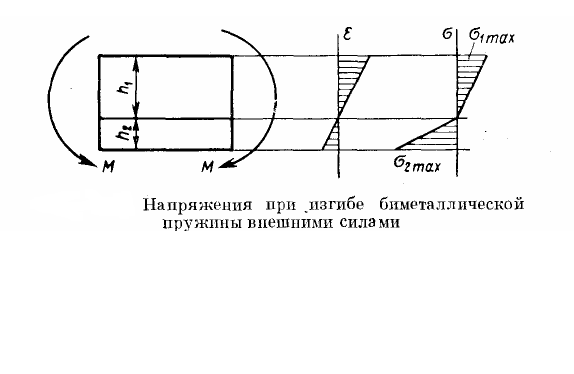 ε
σ
σ1max
h1
h2
M
M
σ2max
Напряжения при изгибе биметаллической
пружины внешними силами